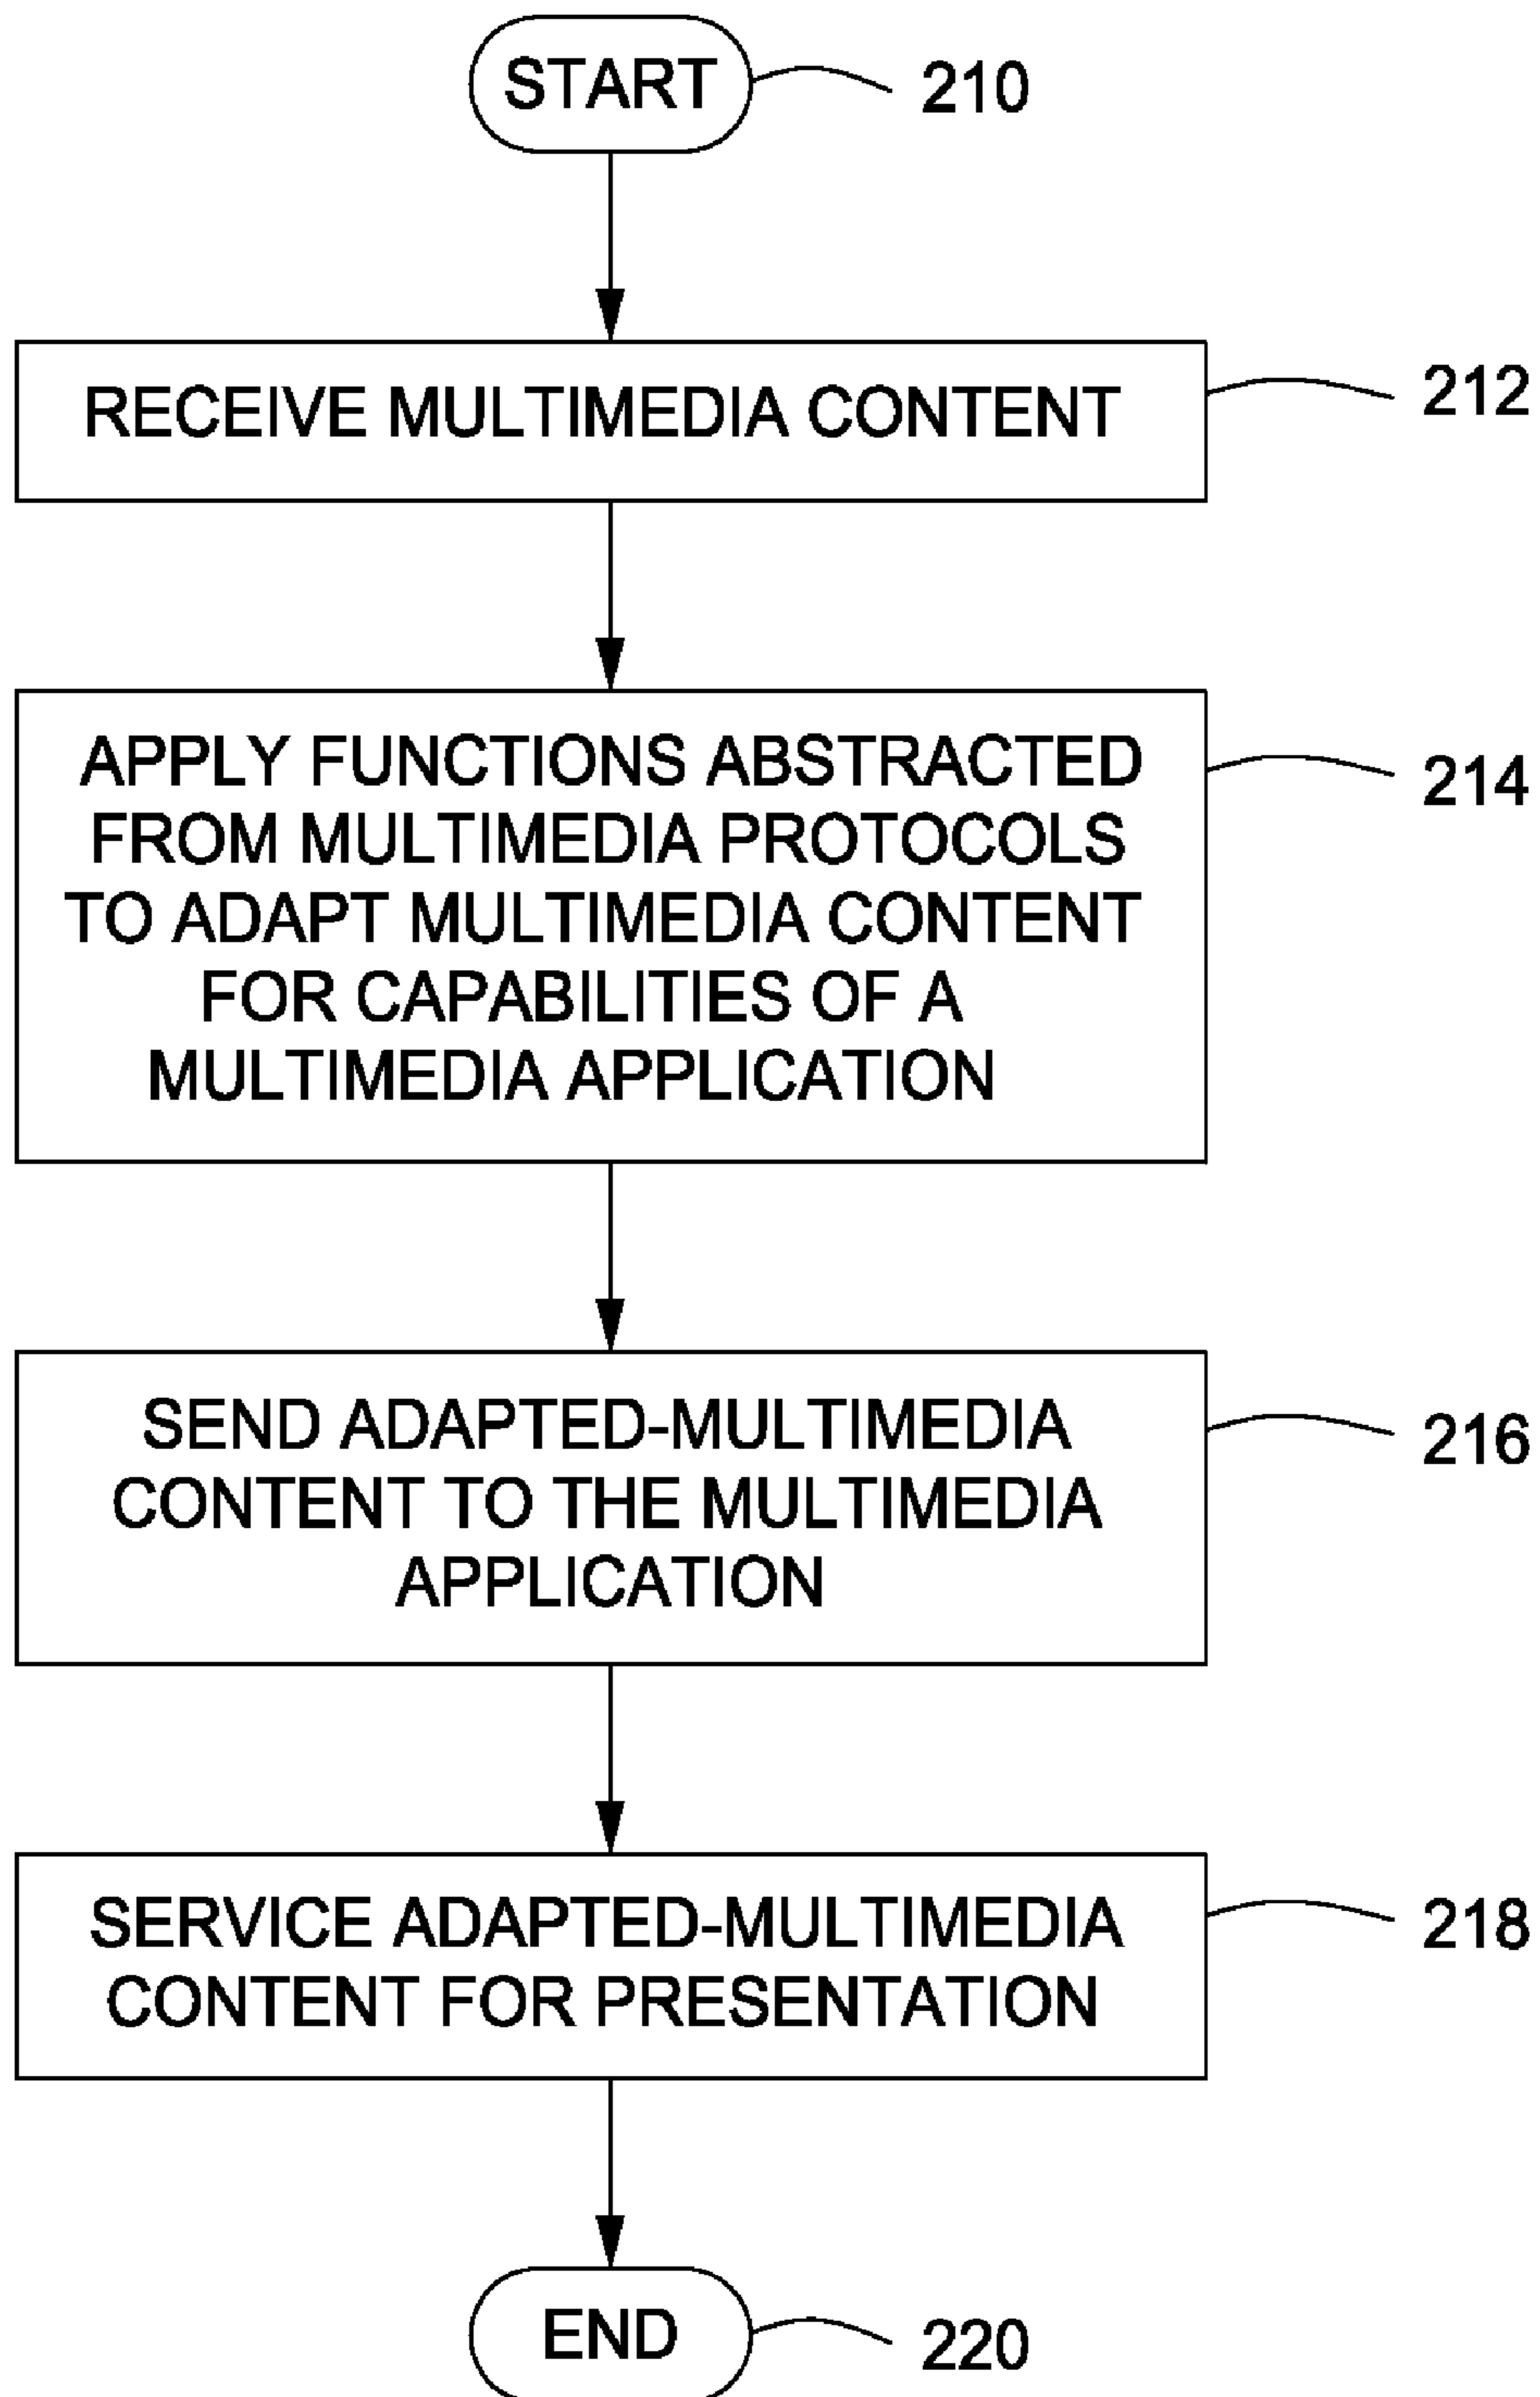 START
210
RECEIVE MULTIMEDIA CONTENT
212
APPLY FUNCTIONS ABSTRACTED
FROM MULTIMEDIA PROTOCOLS
TO ADAPT MULTIMEDIA CONTENT
FOR CAPABILITIES OF A
MULTIMEDIA APPLICATION
214
SEND ADAPTED-MULTIMEDIA
CONTENT TO THE MULTIMEDIA
APPLICATION
216
SERVICE ADAPTED-MULTIMEDIA
CONTENT FOR PRESENTATION
218
END
220